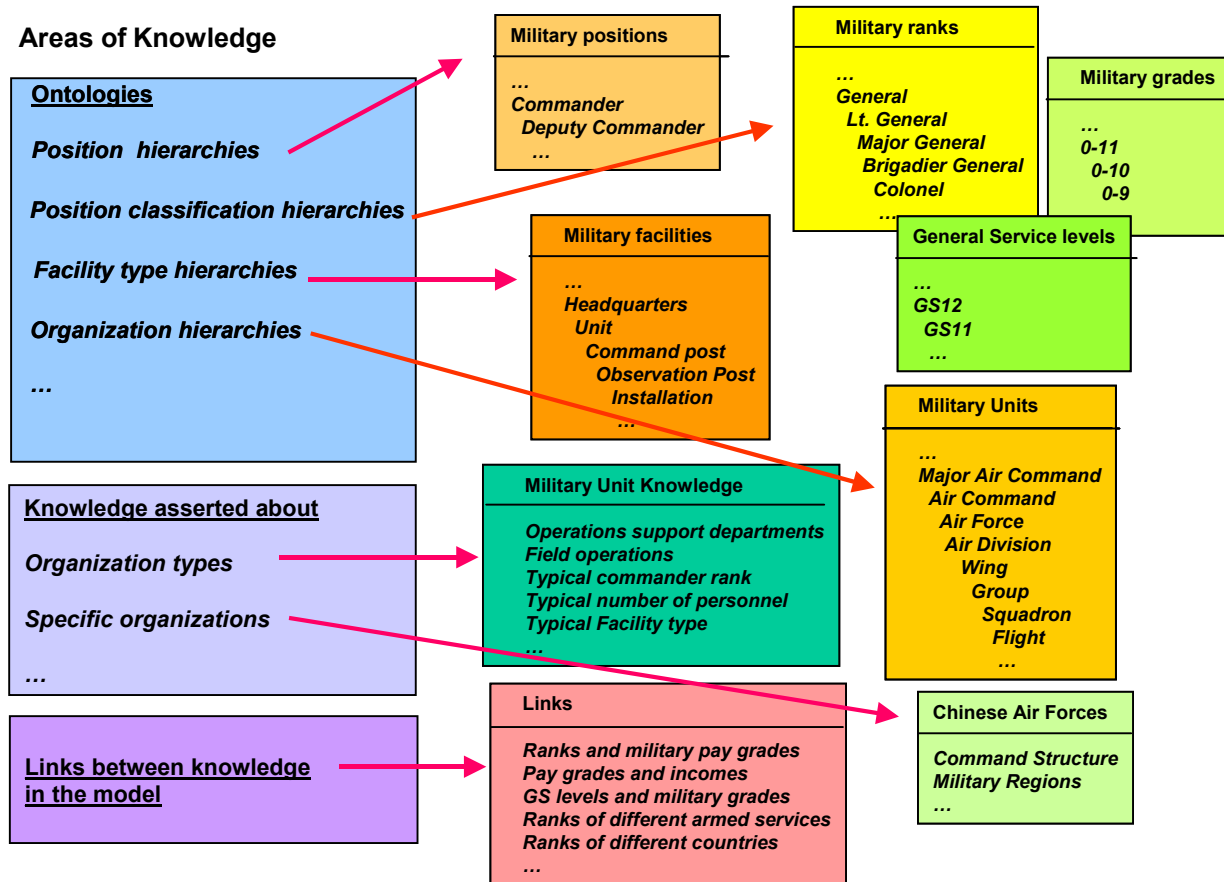 Areas of Knowledge
Ontologies
Position hierarchies
Position classification hierarchies
Facility type hierarchies
Organization hierarchies
…
Knowledge asserted about
Organization types
Specific organizations
…
Links between knowledge
in the model
Military positions
…
Commander
Deputy Commander
…
Military ranks
…
General
Lt. General
Major General
Brigadier General
Colonel
…
Military grades
…
0-11
0-10
0-9
General Service levels
…
GS12
GS11
…
Military facilities
…
Headquarters
Unit
Command post
Observation Post
Installation
…
Military Units
…
Major Air Command
Air Command
Air Force
Air Division
Wing
Group
Squadron
Flight
…
Military Unit Knowledge
Operations support departments
Field operations
Typical commander rank
Typical number of personnel
Typical Facility type
…
Links
Ranks and military pay grades
Pay grades and incomes
GS levels and military grades
Ranks of different armed services
Ranks of different countries
…
Chinese Air Forces
Command Structure
Military Regions
…